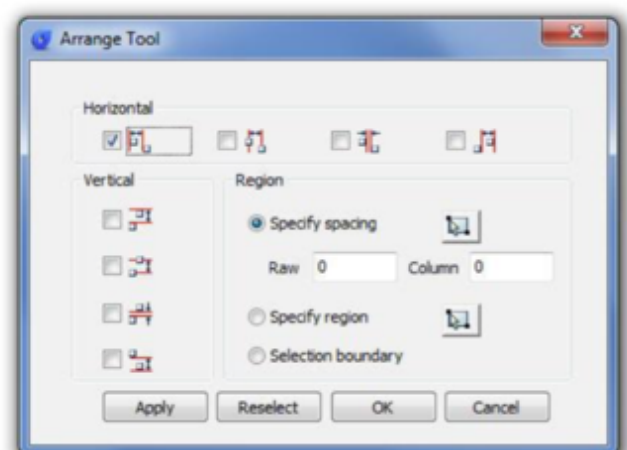 Arrange Tool
Horizontal
Vertical
Region
Specify spacing
Raw 0 Column 0
Specify region
Selection boundary
Apply Reselect OK Cancel